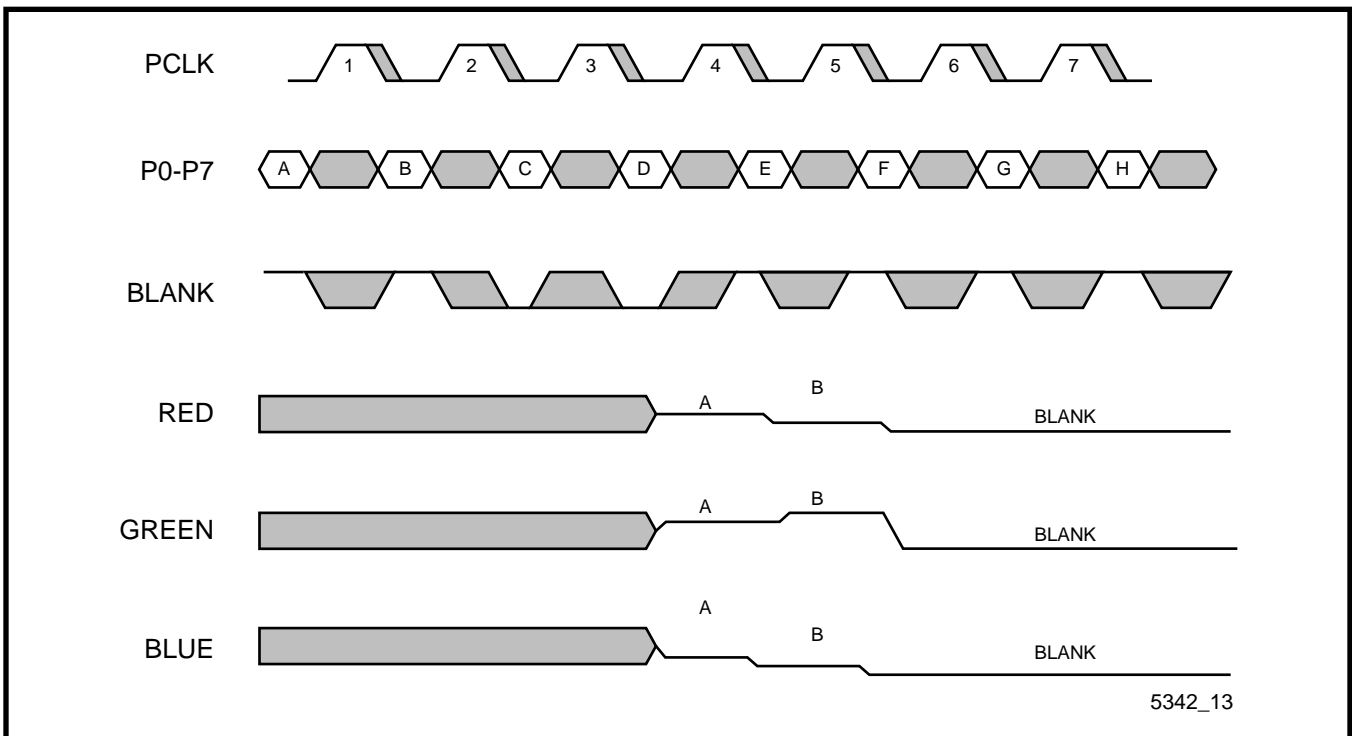 PCLK 1 2 3 4 5 6 7
P0-P7 A B C D E F G H
BLANK
RED A B BLANK
GREEN A B BLANK
BLUE A B BLANK
5342_13